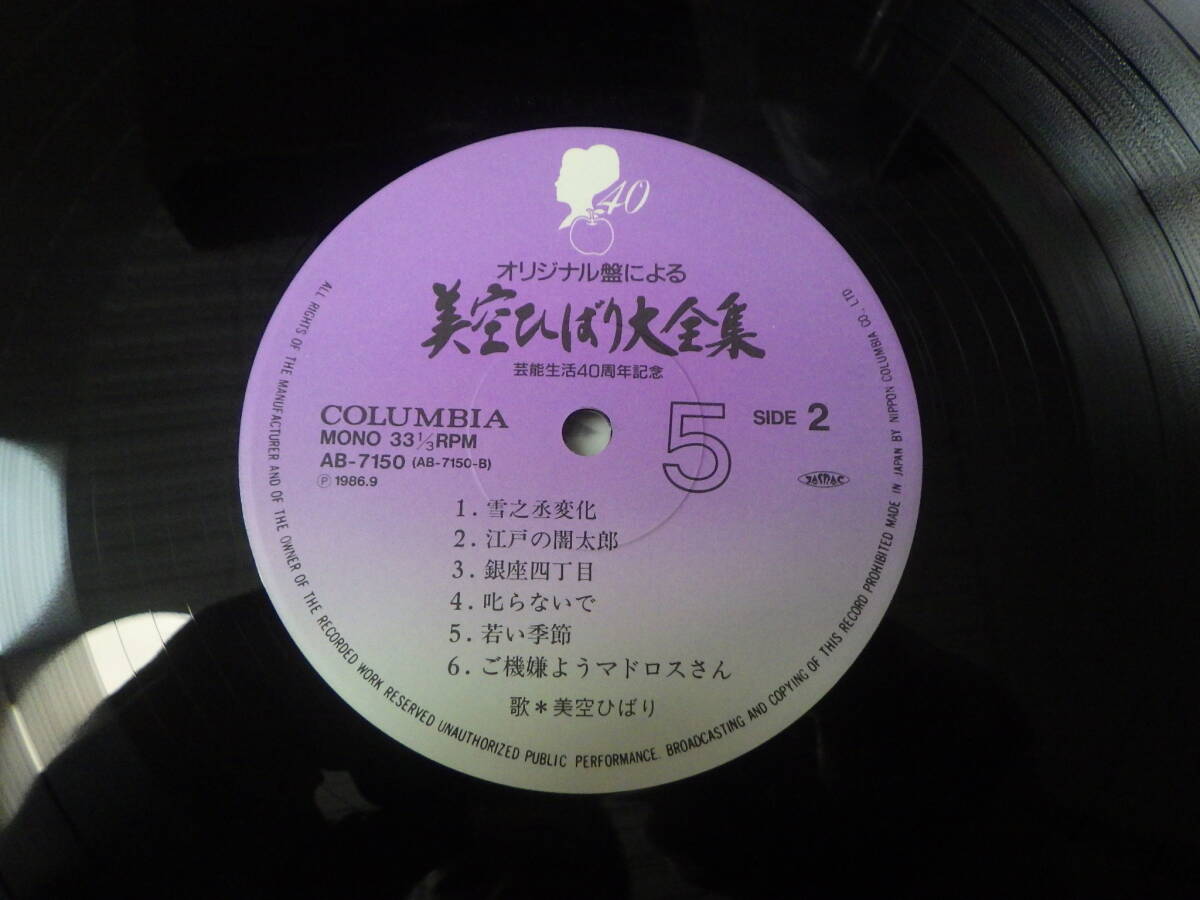 40
オリジナル盤による
美空ひばり大全集
芸能生活40周年記念
COLUMBIA
MONO 33 1/3 RPM
AB-7150 (AB-7150-B)
Ⓟ 1986.9
5
SIDE 2
JASRAC
1. 雪之丞変化
2. 江戸の闇太郎
3. 銀座四丁目
4. 叱らないで
5. 若い季節
6. ご機嫌ようマドロスさん
歌＊美空ひばり
ALL RIGHTS OF THE MANUFACTURER AND OF THE OWNER OF THE RECORDED WORK RESERVED UNAUTHORIZED PUBLIC PERFORMANCE. BROADCASTING AND COPYING OF THIS RECORD PROHIBITED MADE IN JAPAN BY NIPPON COLUMBIA CO., LTD